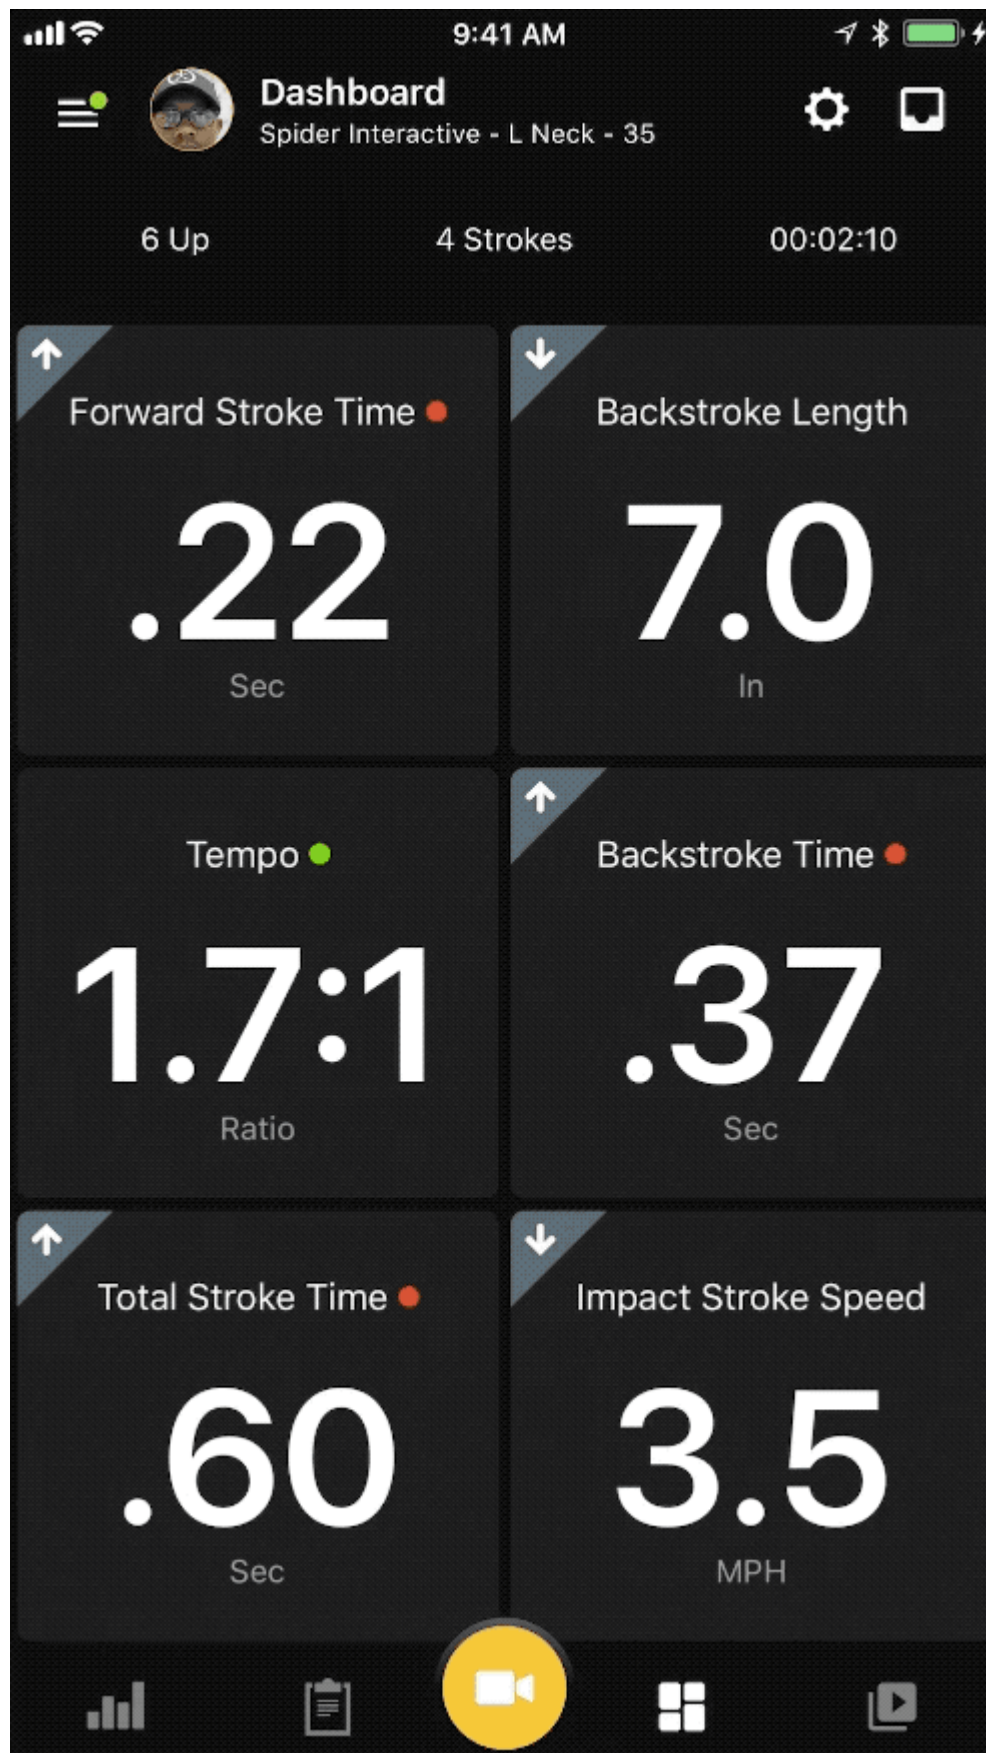 9:41 AM
Dashboard
Spider Interactive - L Neck - 35
6 Up 4 Strokes 00:02:10
Forward Stroke Time
.22
Sec
Backstroke Length
7.0
In
Tempo
1.7:1
Ratio
Backstroke Time
.37
Sec
Total Stroke Time
.60
Sec
Impact Stroke Speed
3.5
MPH